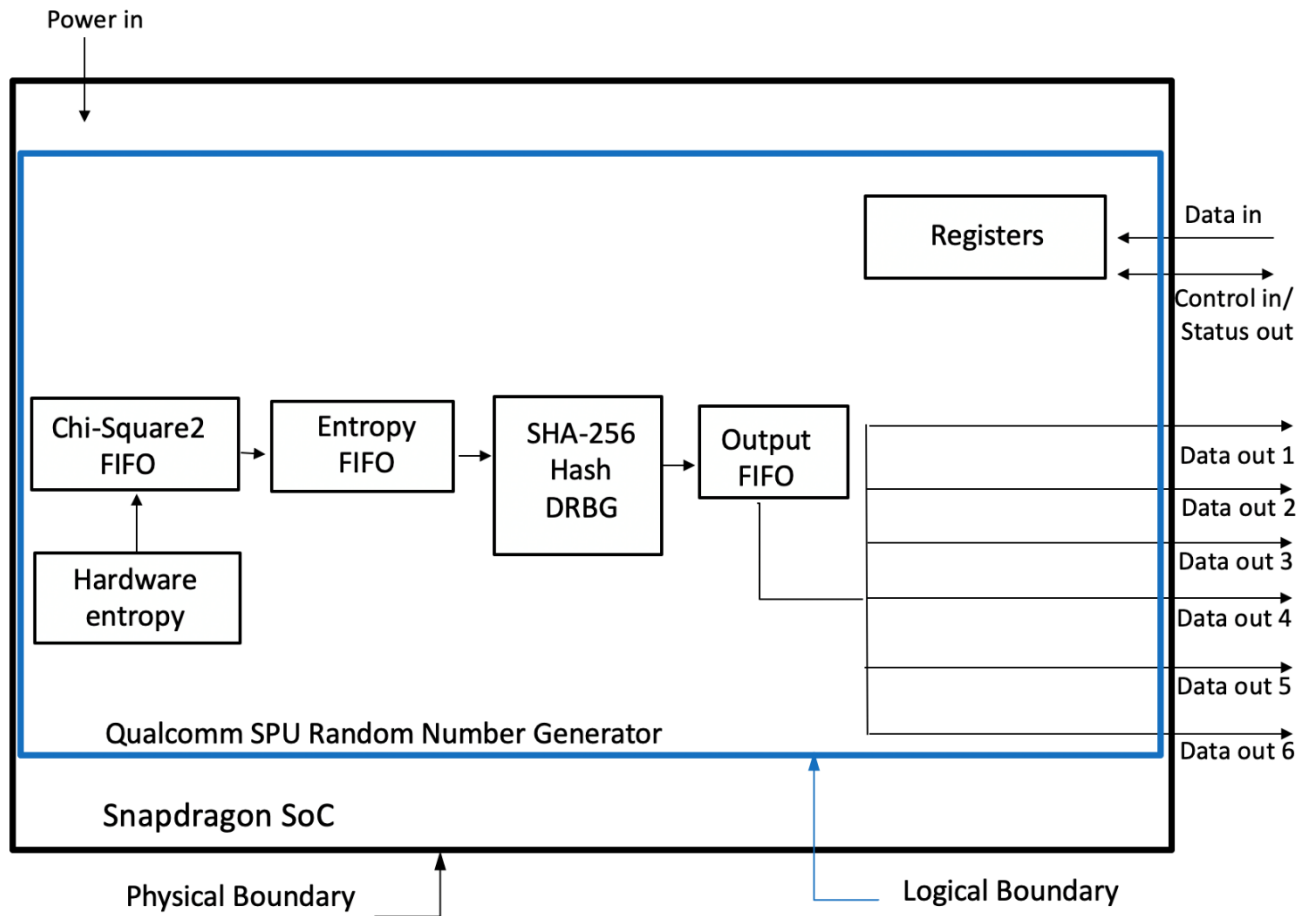 Power in
Registers
Data in
Control in/
Status out
Chi-Square2
FIFO
Entropy
FIFO
SHA-256
Hash
DRBG
Output
FIFO
Hardware
entropy
Data out 1
Data out 2
Data out 3
Data out 4
Data out 5
Data out 6
Qualcomm SPU Random Number Generator
Snapdragon SoC
Physical Boundary
Logical Boundary